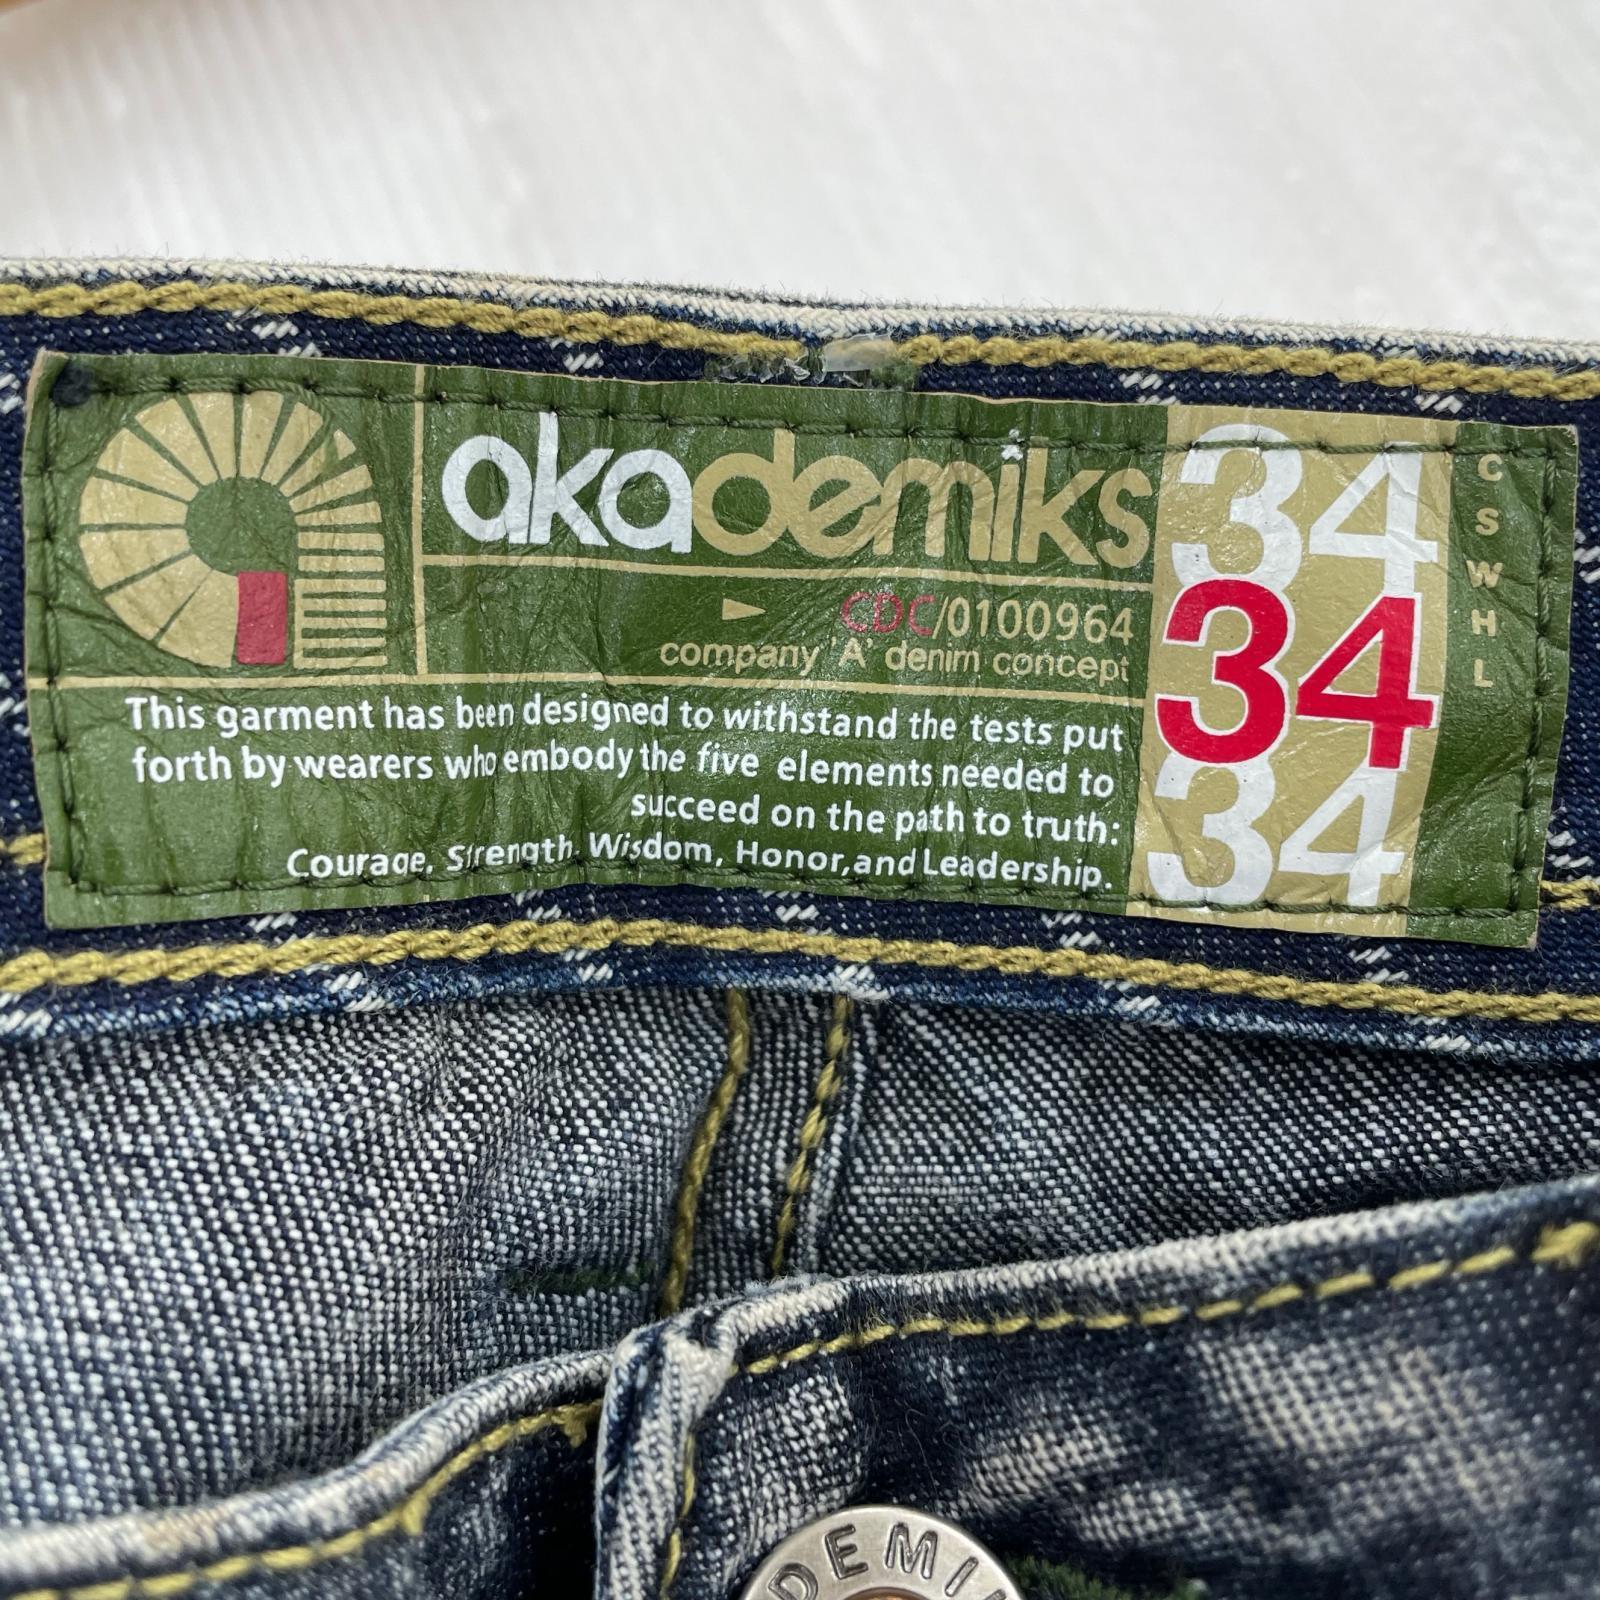 akademiks
CDC/0100964
company 'A' denim concept
This garment has been designed to withstand the tests put
forth by wearers who embody the five elements needed to
succeed on the path to truth:
Courage, Strength, Wisdom, Honor, and Leadership.
34
34
34
C
S
W
H
L
DEMI